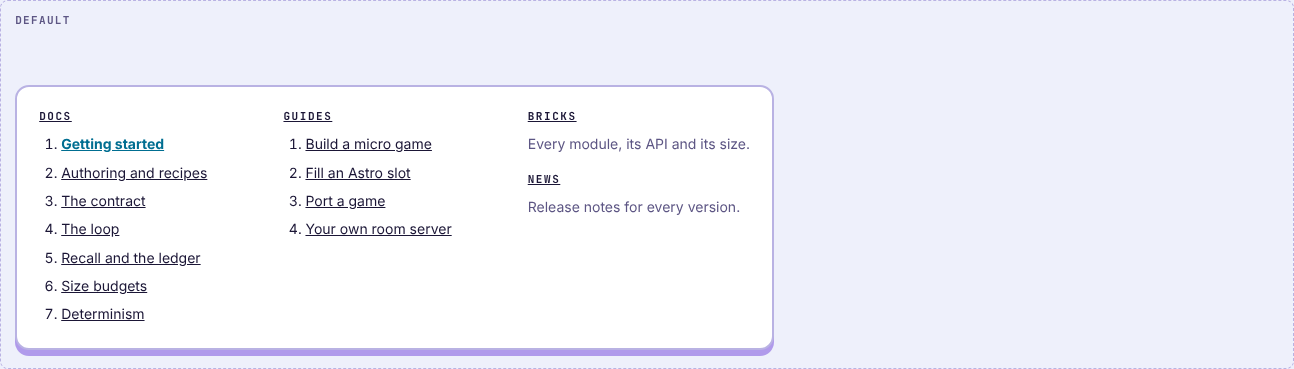 DEFAULT
DOCS
1. Getting started
2. Authoring and recipes
3. The contract
4. The loop
5. Recall and the ledger
6. Size budgets
7. Determinism
GUIDES
1. Build a micro game
2. Fill an Astro slot
3. Port a game
4. Your own room server
BRICKS
Every module, its API and its size.
NEWS
Release notes for every version.